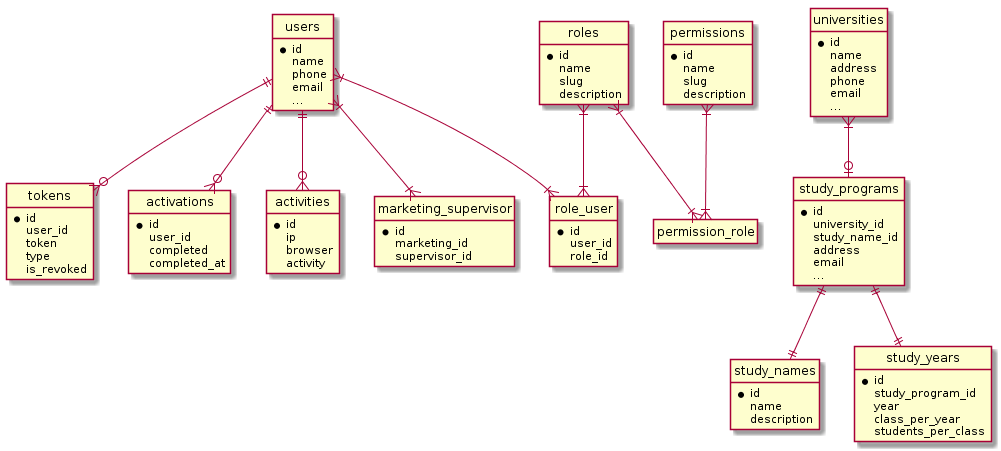 users
id
name
phone
email
...
roles
id
name
slug
description
permissions
id
name
slug
description
universities
id
name
address
phone
email
...
tokens
id
user_id
token
type
is_revoked
activations
id
user_id
completed
completed_at
activities
id
ip
browser
activity
marketing_supervisor
id
marketing_id
supervisor_id
role_user
id
user_id
role_id
permission_role
study_programs
id
university_id
study_name_id
address
email
...
study_names
id
name
description
study_years
id
study_program_id
year
class_per_year
students_per_class